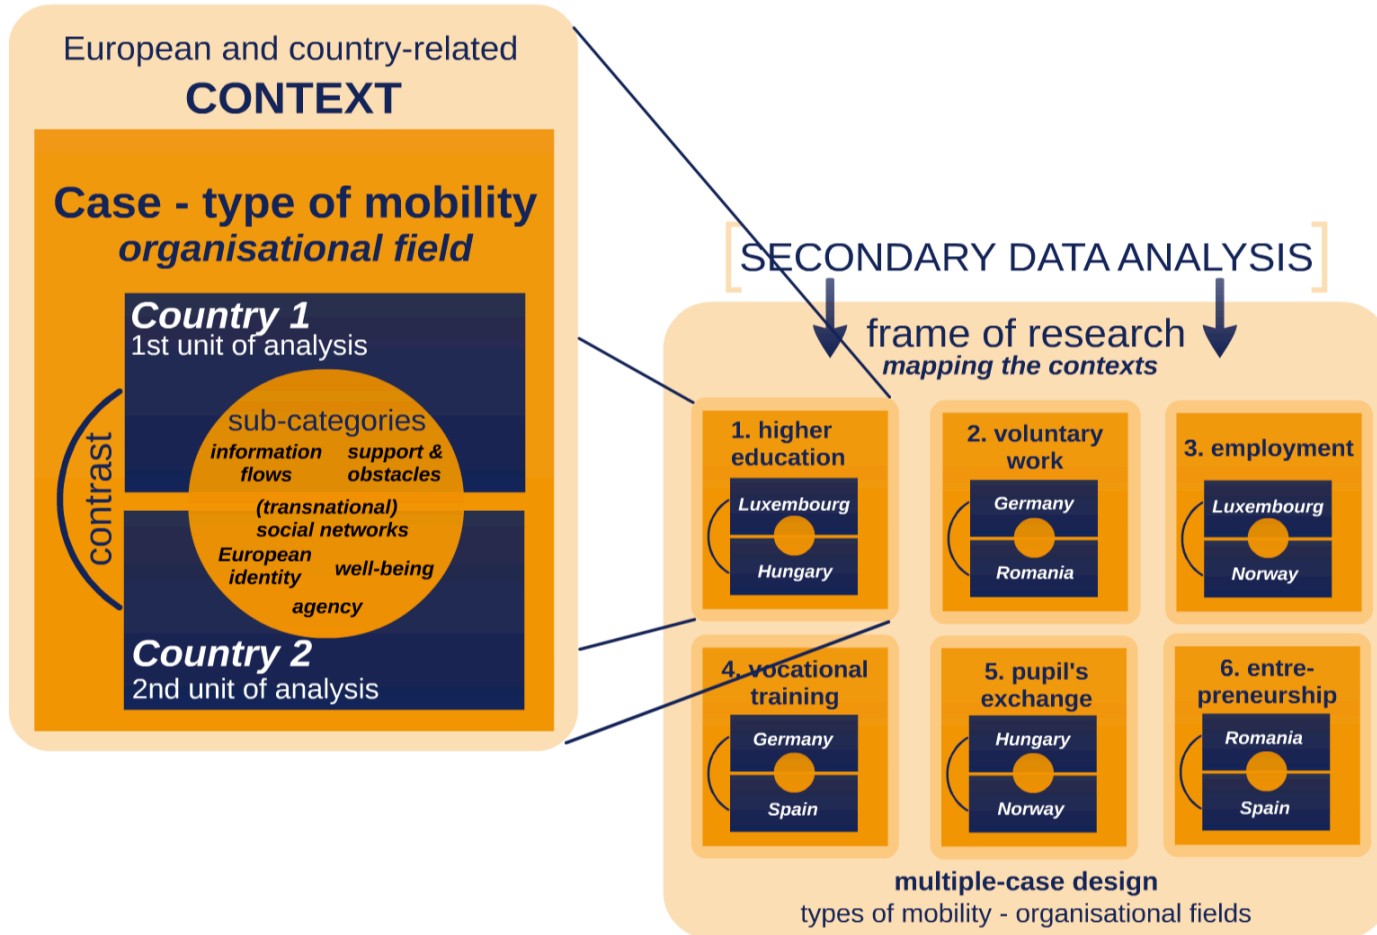 European and country-related
CONTEXT
Case - type of mobility
organisational field
Country 1
1st unit of analysis
contrast
sub-categories
information
flows
support &
obstacles
(transnational)
social networks
European
identity
well-being
agency
Country 2
2nd unit of analysis
SECONDARY DATA ANALYSIS
frame of research
mapping the contexts
1. higher
education
Luxembourg
Hungary
2. voluntary
work
Germany
Romania
3. employment
Luxembourg
Norway
4. vocational
training
Germany
Spain
5. pupil's
exchange
Hungary
Norway
6. entre-
preneurship
Romania
Spain
multiple-case design
types of mobility - organisational fields